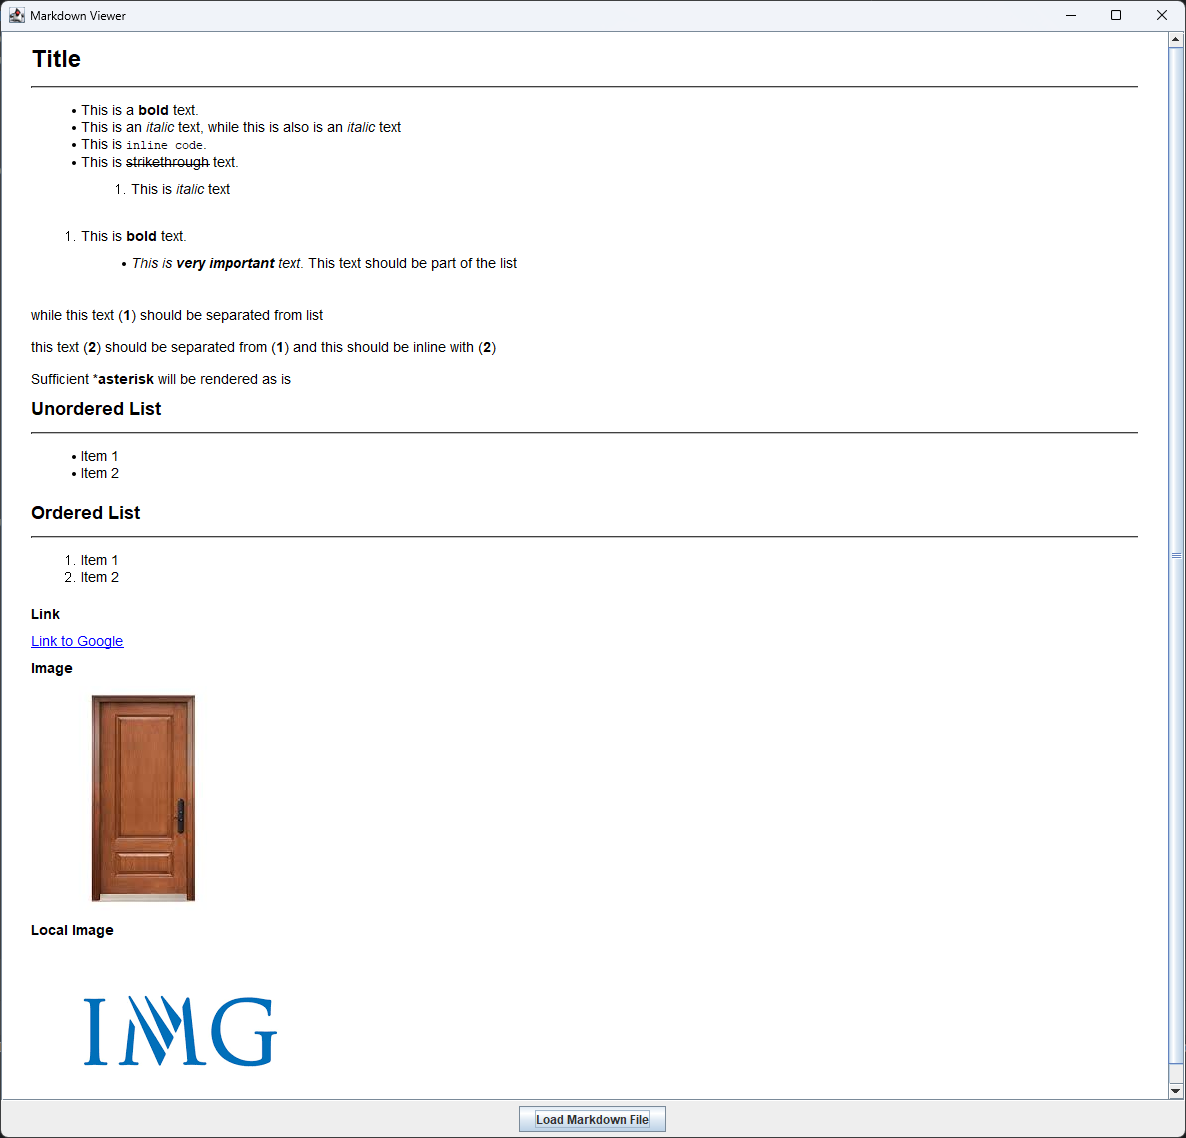 Markdown Viewer
Title
• This is a bold text.
• This is an italic text, while this is also is an italic text
• This is inline code.
• This is strikethrough text.
1. This is italic text
1. This is bold text.
• This is very important text. This text should be part of the list
while this text (1) should be separated from list
this text (2) should be separated from (1) and this should be inline with (2)
Sufficient *asterisk will be rendered as is
Unordered List
• Item 1
• Item 2
Ordered List
1. Item 1
2. Item 2
Link
Link to Google
Image
Local Image
IMG
Load Markdown File